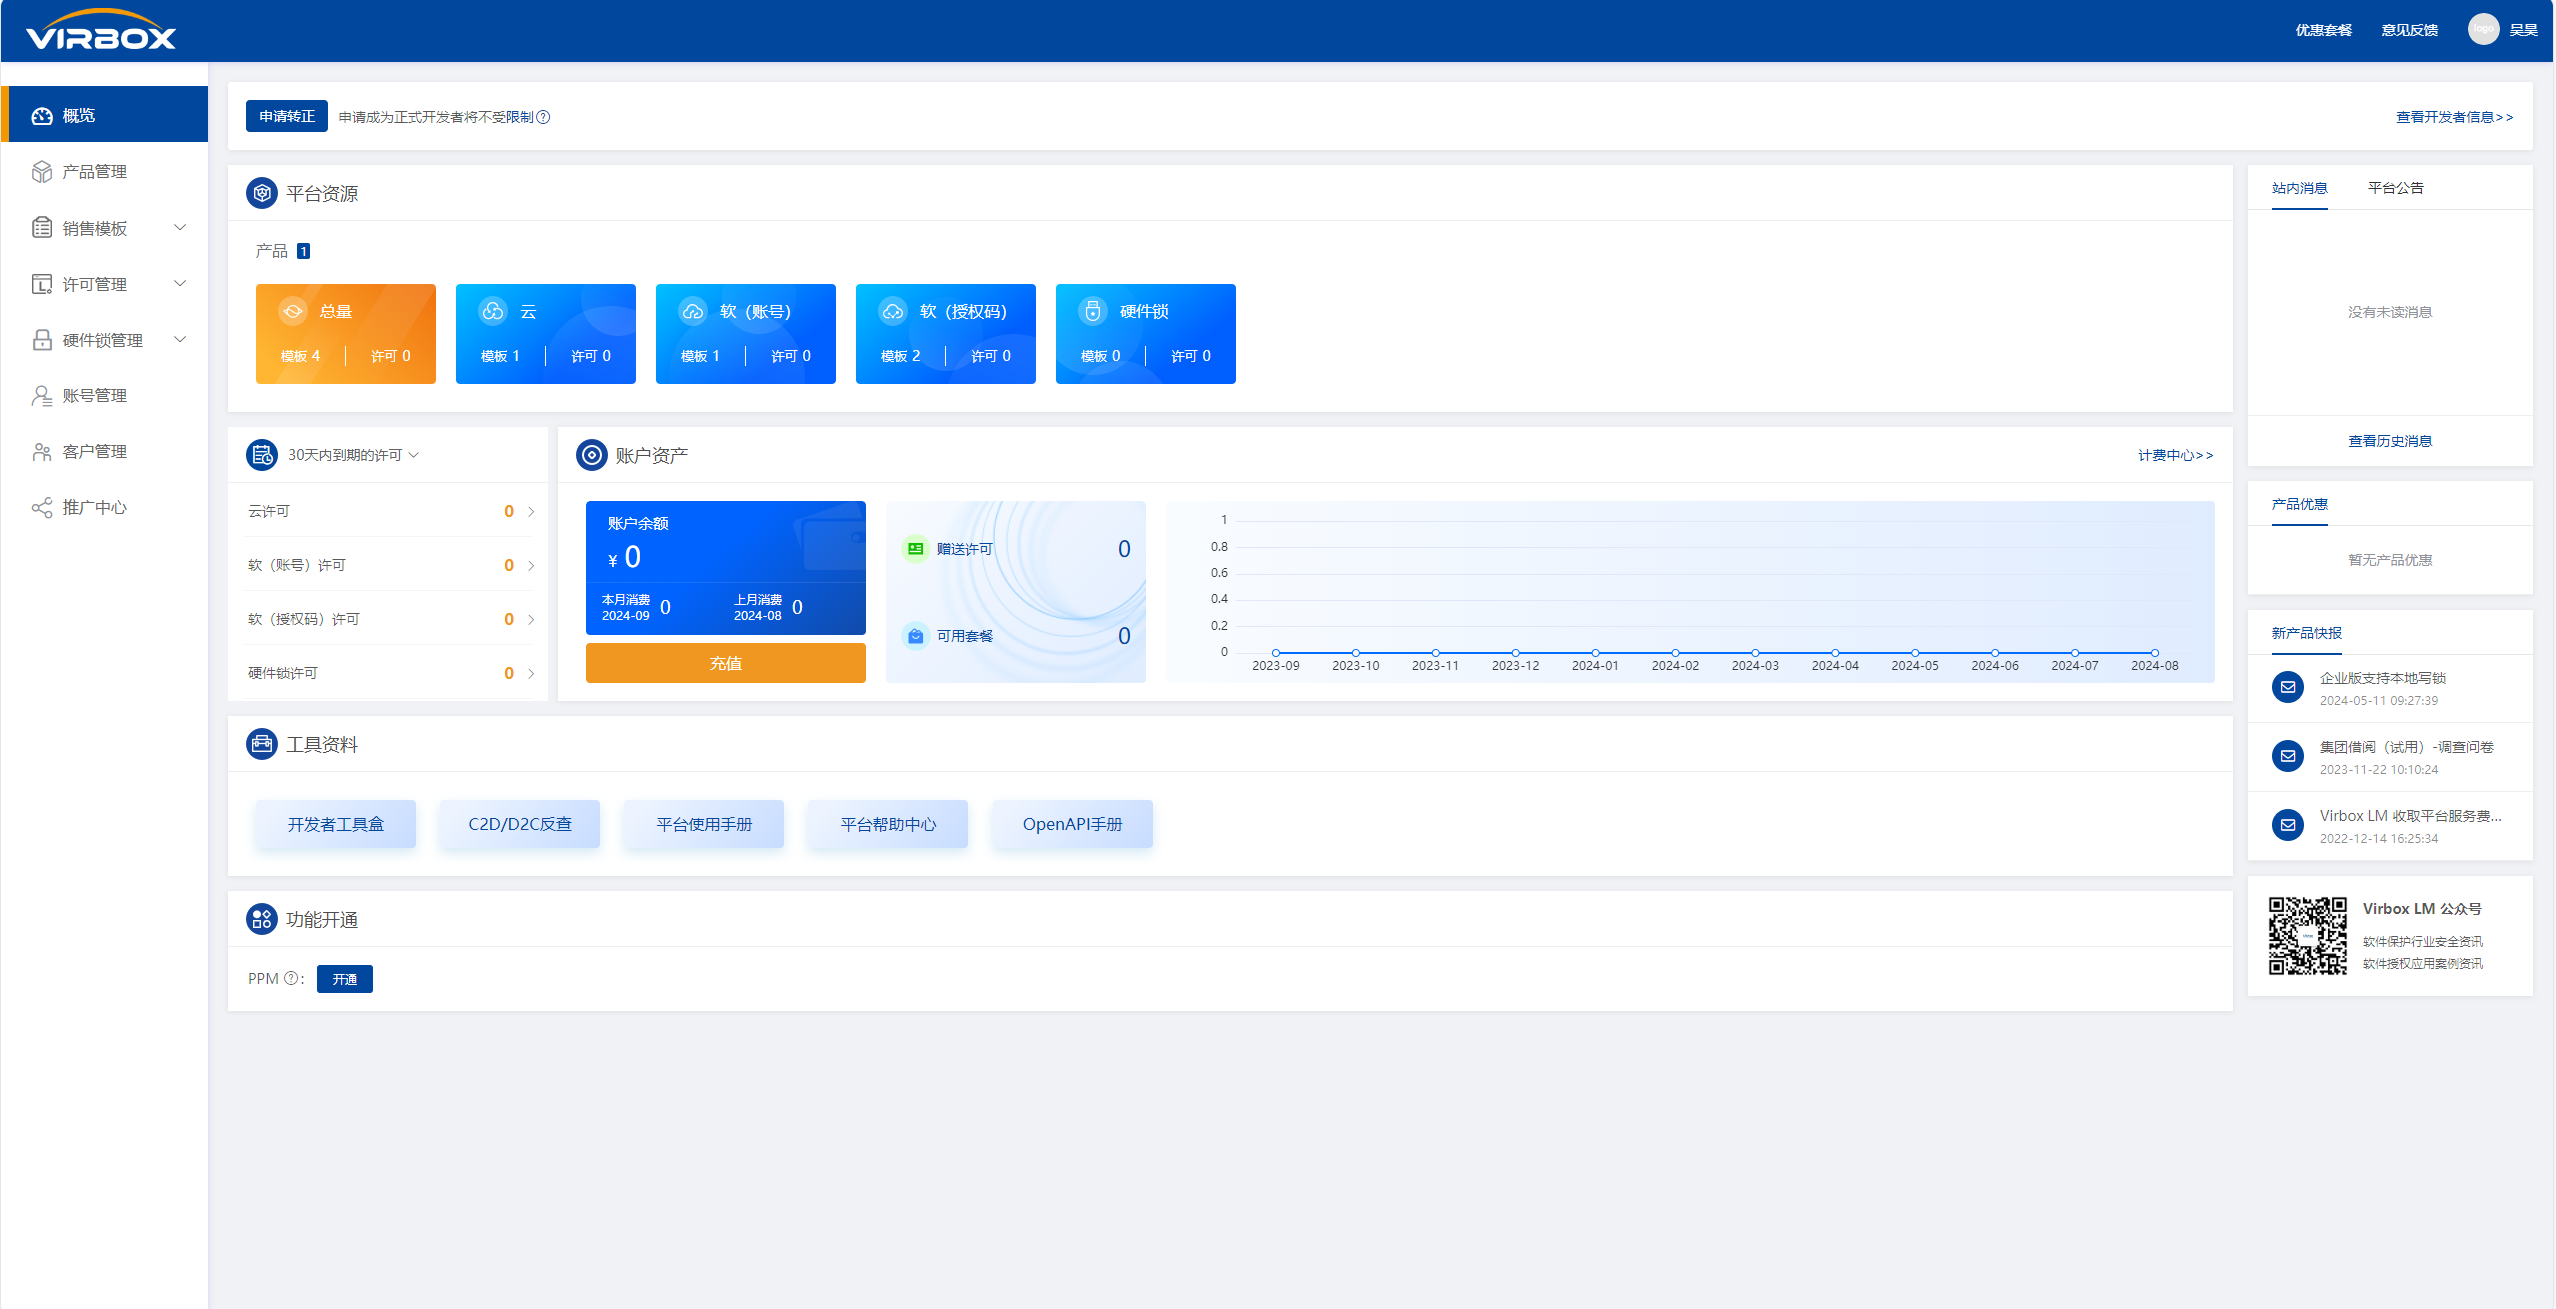 VIRBOX
优惠套餐
意见反馈
logo
吴昊
概览
产品管理
销售模板
许可管理
硬件锁管理
账号管理
客户管理
推广中心
申请转正
申请成为正式开发者将不受限制
查看开发者信息>>
平台资源
产品 1
总量
模板 4
许可 0
云
模板 1
许可 0
软（账号）
模板 1
许可 0
软（授权码）
模板 2
许可 0
硬件锁
模板 0
许可 0
30天内到期的许可
云许可 0
软（账号）许可 0
软（授权码）许可 0
硬件锁许可 0
账户资产
计费中心>>
账户余额
¥ 0
本月消费
2024-09
0
上月消费
2024-08
0
充值
赠送许可 0
可用套餐 0
1
0.8
0.6
0.4
0.2
0
2023-09
2023-10
2023-11
2023-12
2024-01
2024-02
2024-03
2024-04
2024-05
2024-06
2024-07
2024-08
工具资料
开发者工具盒
C2D/D2C反查
平台使用手册
平台帮助中心
OpenAPI手册
功能开通
PPM ?：
开通
站内消息
平台公告
没有未读消息
查看历史消息
产品优惠
暂无产品优惠
新产品快报
企业版支持本地写锁
2024-05-11 09:27:39
集团借阅（试用）-调查问卷
2023-11-22 10:10:24
Virbox LM 收取平台服务费...
2022-12-14 16:25:34
Virbox LM 公众号
软件保护行业安全资讯
软件授权应用案例资讯